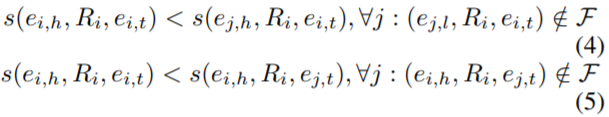 s(e_{i,h}, R_i, e_{i,t}) < s(e_{j,h}, R_i, e_{i,t}), ∀j : (e_{j,l}, R_i, e_{i,t}) ∉ F
(4)
s(e_{i,h}, R_i, e_{i,t}) < s(e_{i,h}, R_i, e_{j,t}), ∀j : (e_{i,h}, R_i, e_{j,t}) ∉ F
(5)